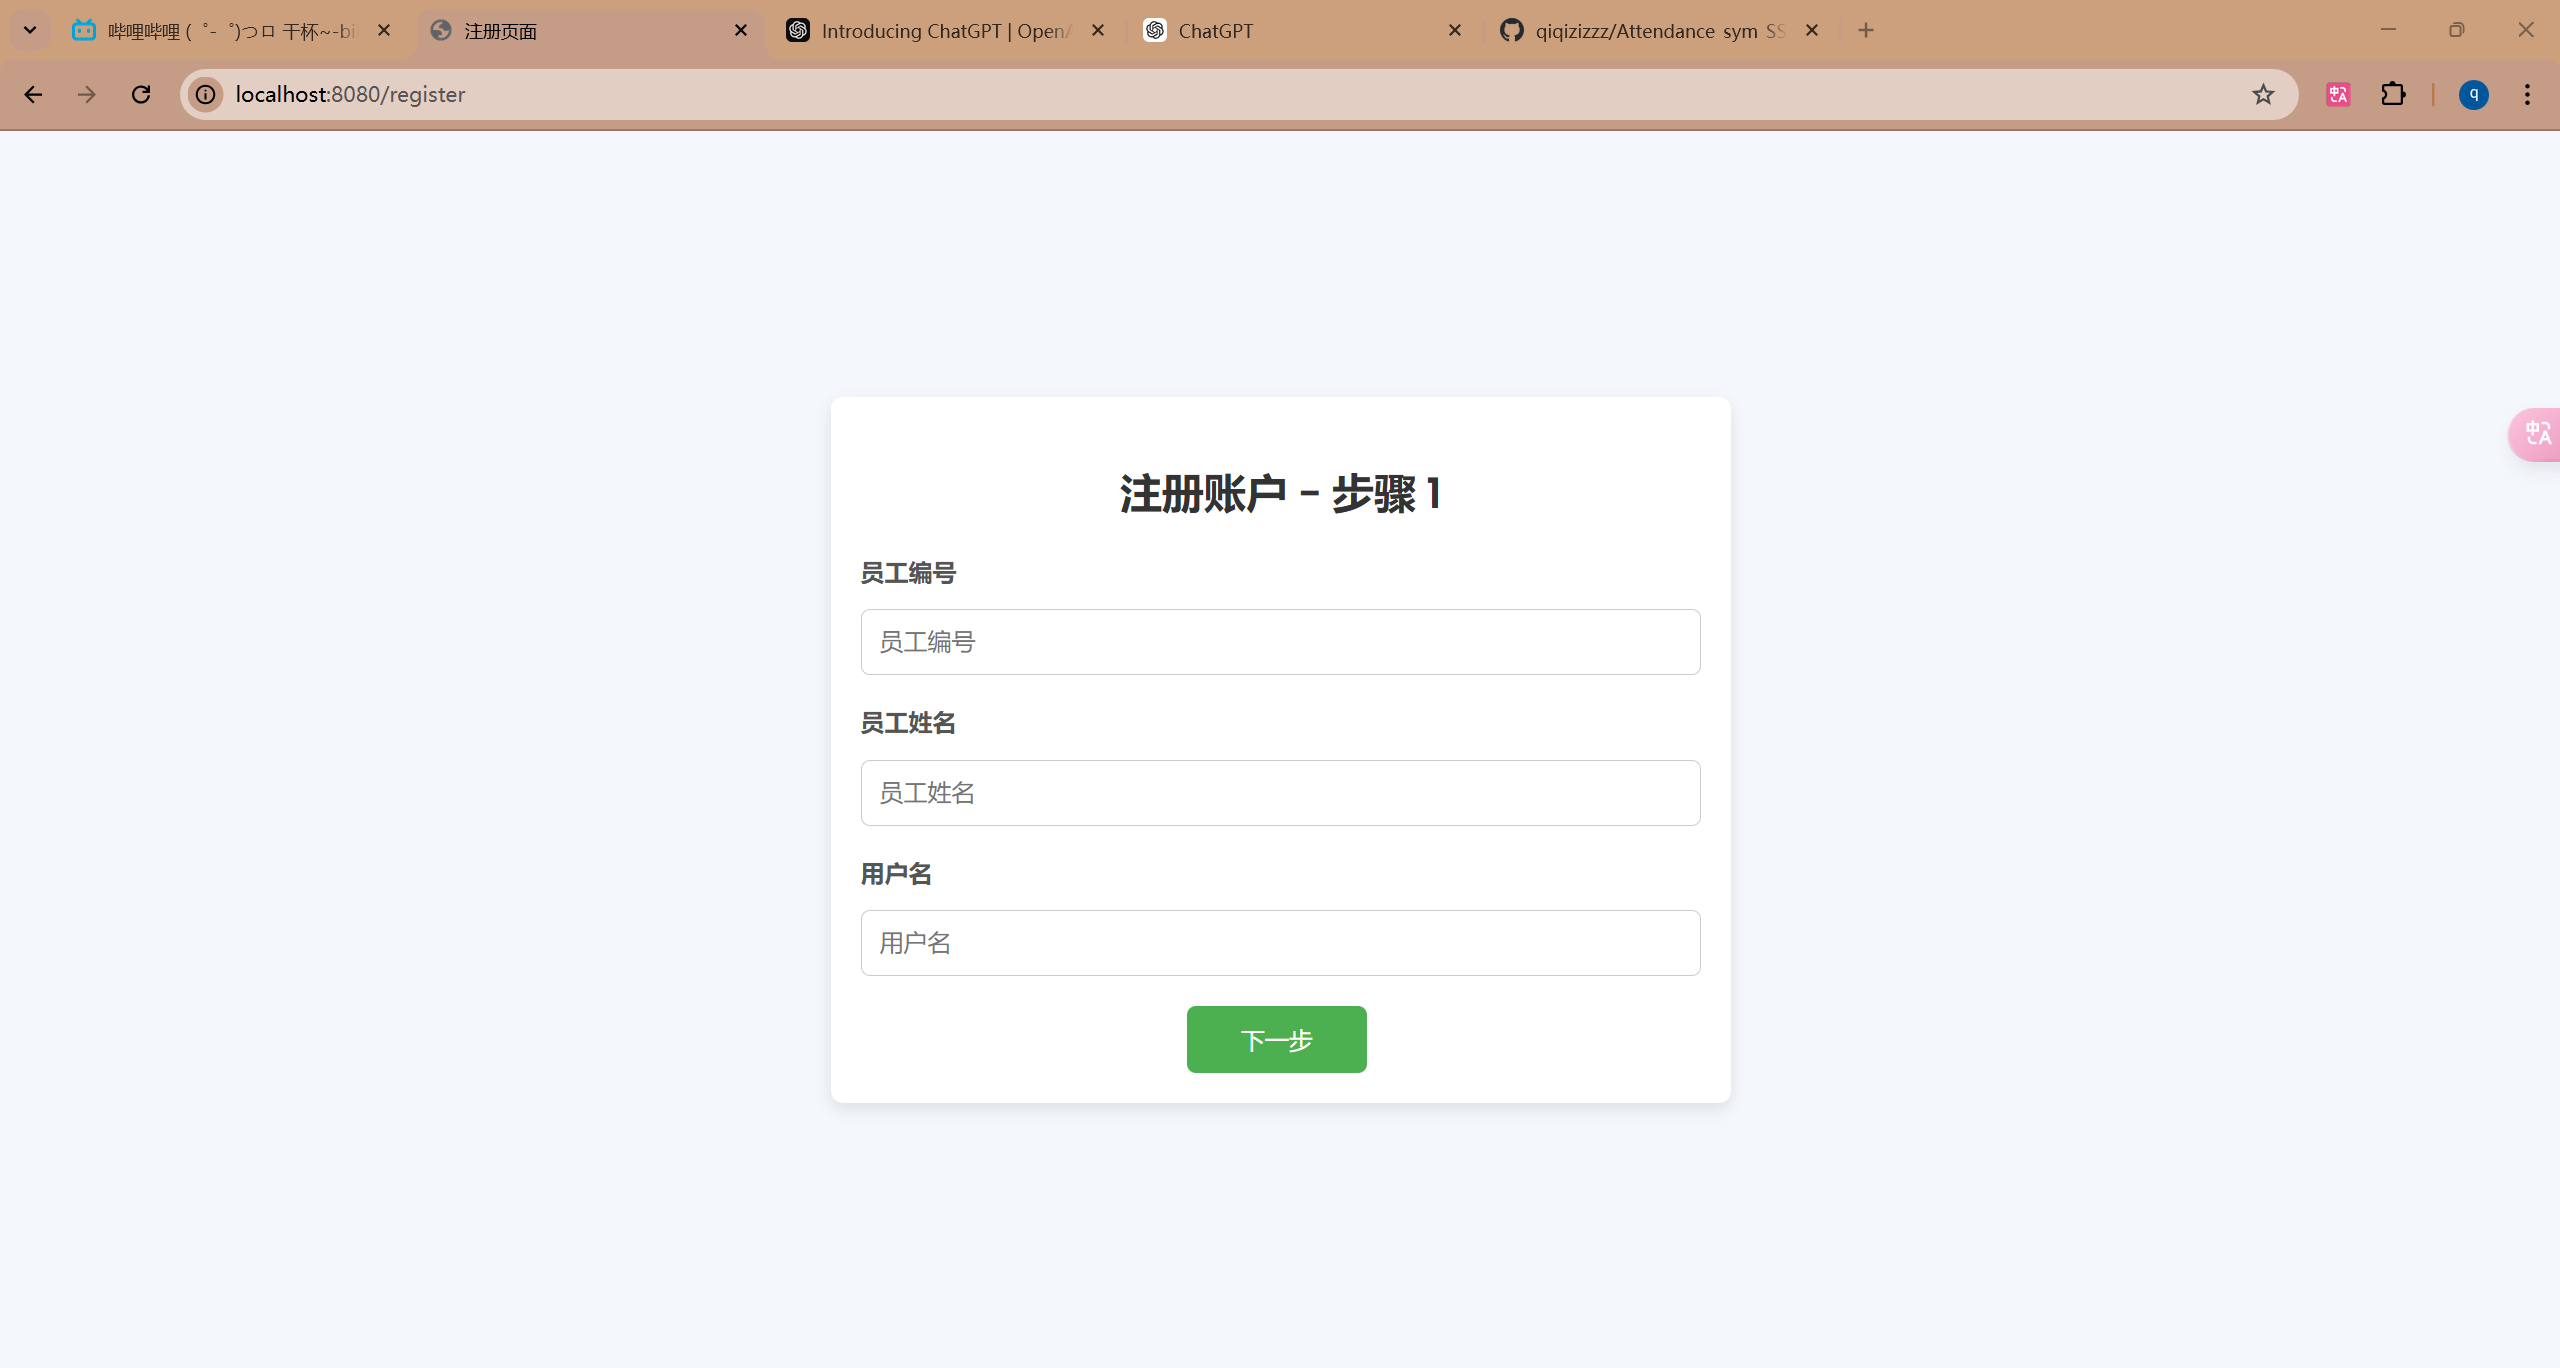 哔哩哔哩 (゜-゜)つロ 干杯~-bi
注册页面
Introducing ChatGPT | Open
ChatGPT
qiqizizzz/Attendance sym SS
localhost:8080/register
q
注册账户 - 步骤 1
员工编号
员工编号
员工姓名
员工姓名
用户名
用户名
下一步